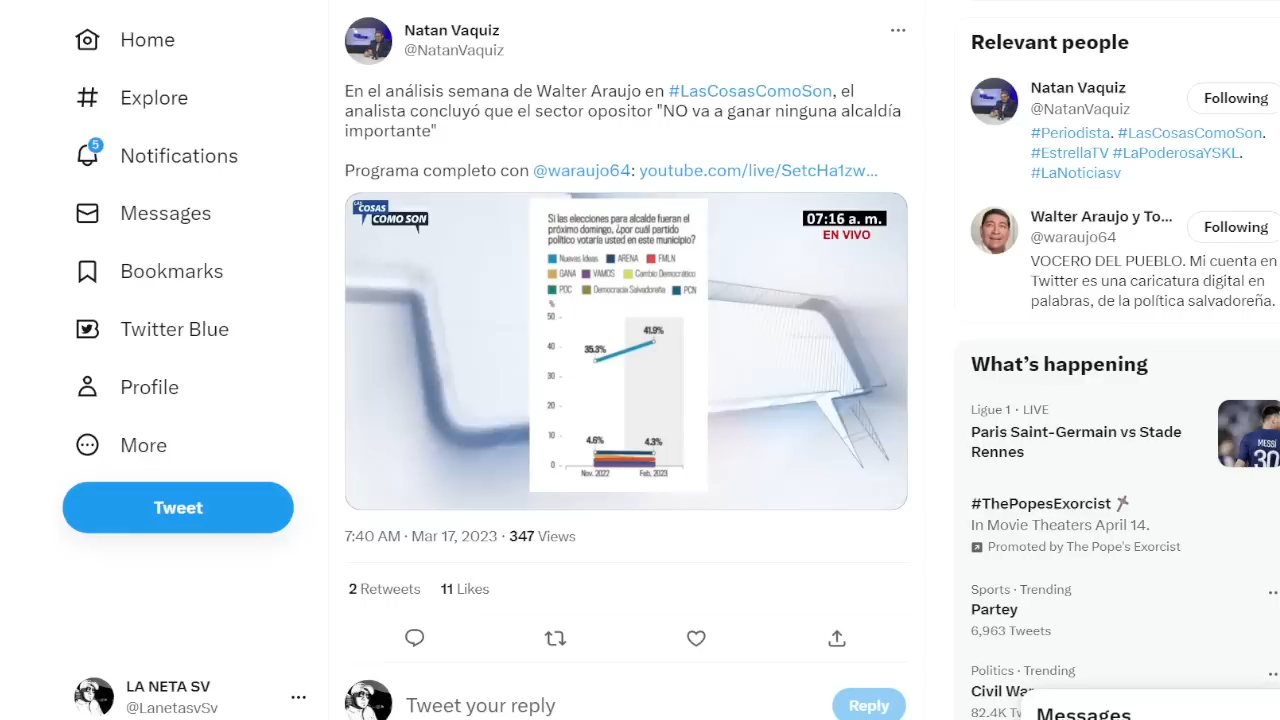 Home
Explore
5
Notifications
Messages
Bookmarks
Twitter Blue
Profile
More
Tweet
LA NETA SV
@LanetasvSv
Natan Vaquiz
@NatanVaquiz
En el análisis semana de Walter Araujo en #LasCosasComoSon, el
analista concluyó que el sector opositor "NO va a ganar ninguna alcaldía
importante"
Programa completo con @waraujo64: youtube.com/live/SetcHa1zw...
LAS
COSAS
COMO SON
Si las elecciones para alcalde fueran el
próximo domingo, ¿por cuál partido
político votaría usted en este municipio?
Nuevas Ideas ARENA FMLN
GANA VAMOS Cambio Democrático
PDC Democracia Salvadoreña PCN
%
50
41.9%
40
35.3%
30
20
10
4.6% 4.3%
0
Nov. 2022 Feb. 2023
07:16 a. m.
EN VIVO
7:40 AM · Mar 17, 2023 · 347 Views
2 Retweets 11 Likes
Tweet your reply
Reply
Relevant people
Natan Vaquiz
@NatanVaquiz
Following
#Periodista. #LasCosasComoSon.
#EstrellaTV #LaPoderosaYSKL.
#LaNoticiasv
Walter Araujo y To...
@waraujo64
Following
VOCERO DEL PUEBLO. Mi cuenta en
Twitter es una caricatura digital en
palabras, de la política salvadoreña.
What's happening
Ligue 1 · LIVE
Paris Saint-Germain vs Stade
Rennes
MESSI
30
#ThePopesExorcist
In Movie Theaters April 14.
Promoted by The Pope's Exorcist
Sports · Trending
Partey
6,963 Tweets
Politics · Trending
Civil War
82.4K
Messages